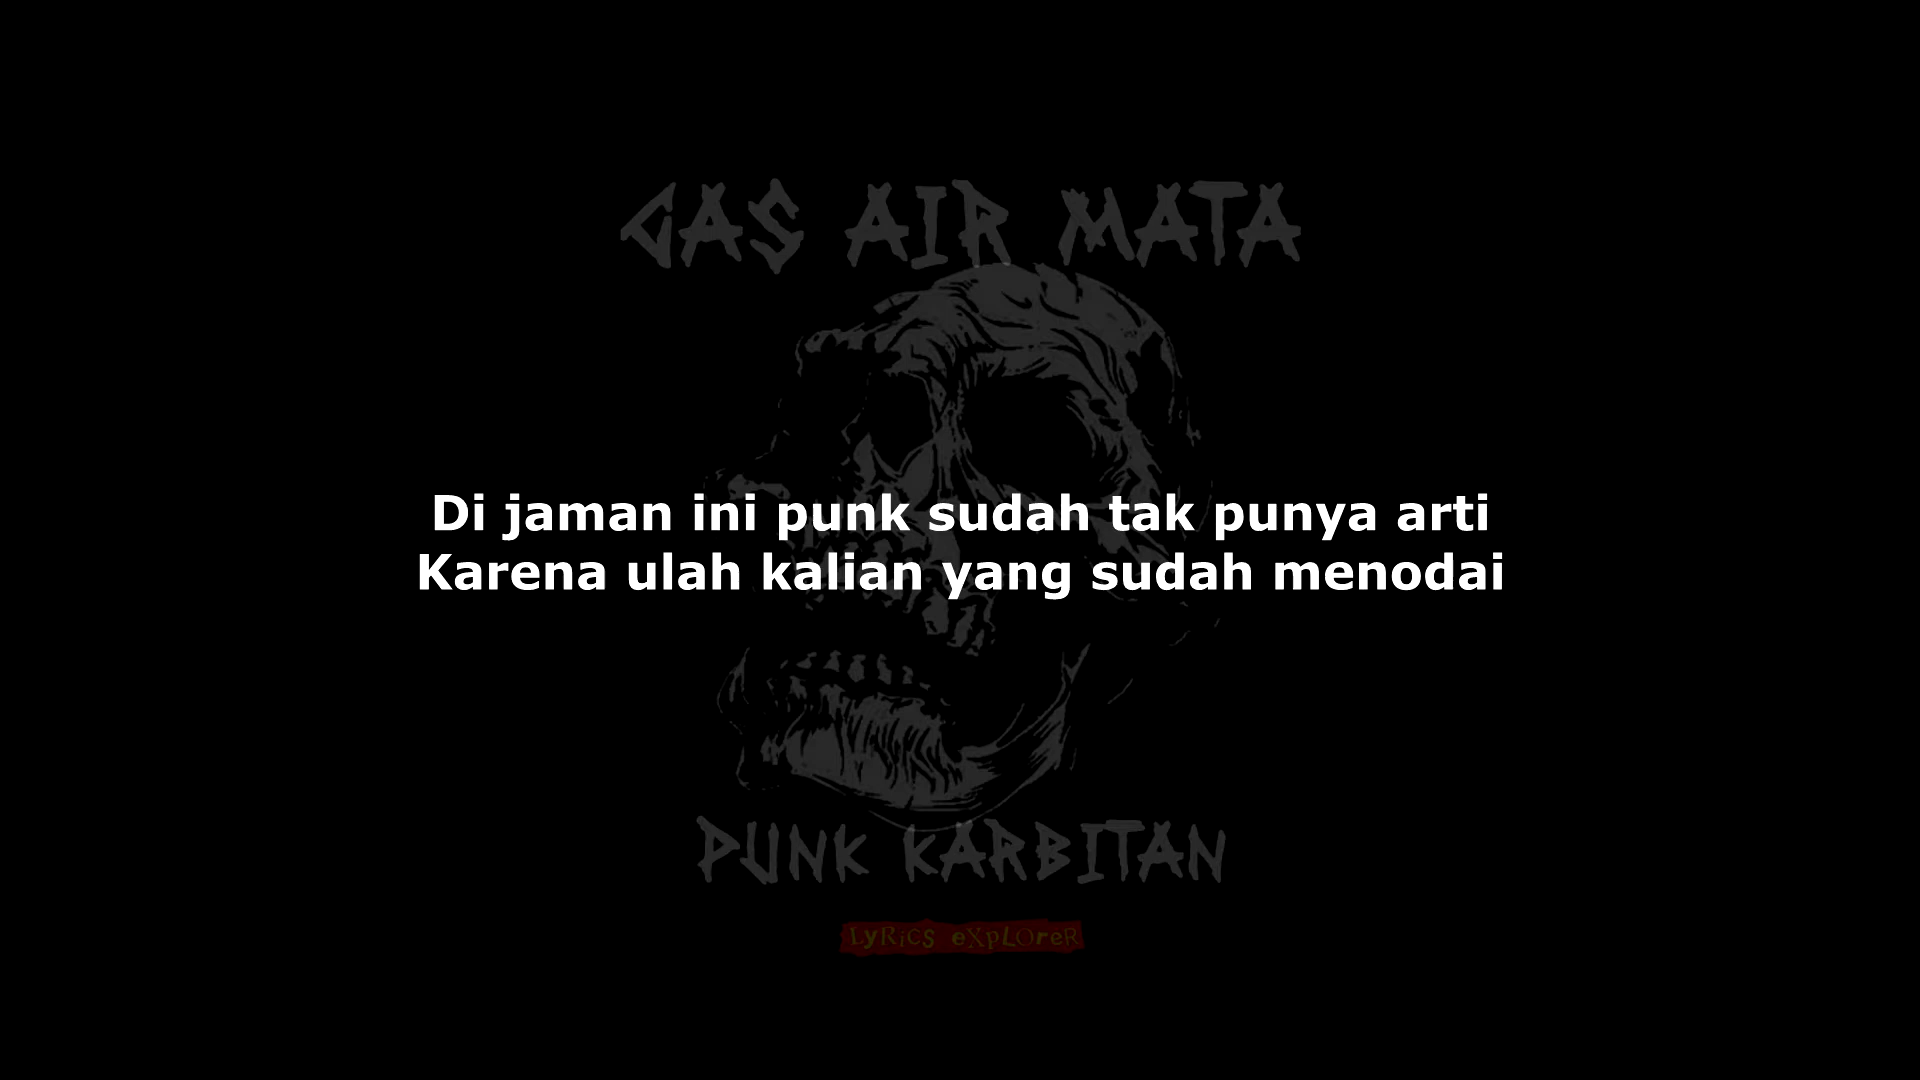 GAS AIR MATA
Di jaman ini punk sudah tak punya arti
Karena ulah kalian yang sudah menodai
PUNK KARBITAN
LyRiCS eXpLOreR